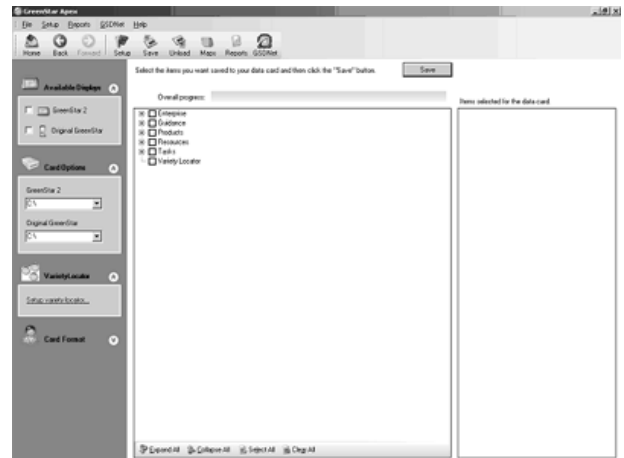 GreenStar Apex
File Setup Reports GSDNet Help
Home Back Forward Setup Save Unload Maps Reports GSDNet
Select the items you want saved to your data card and then click the "Save" button. Save
Overall progress:
Items selected for the data card
Available Displays
GreenStar 2
Original GreenStar
Card Options
GreenStar 2
C:\
Original GreenStar
C:\
Variety Locator
Setup variety locator...
Card Format
Enterprise
Guidance
Products
Resources
Tasks
Variety Locator
Expand All Collapse All Select All Clear All